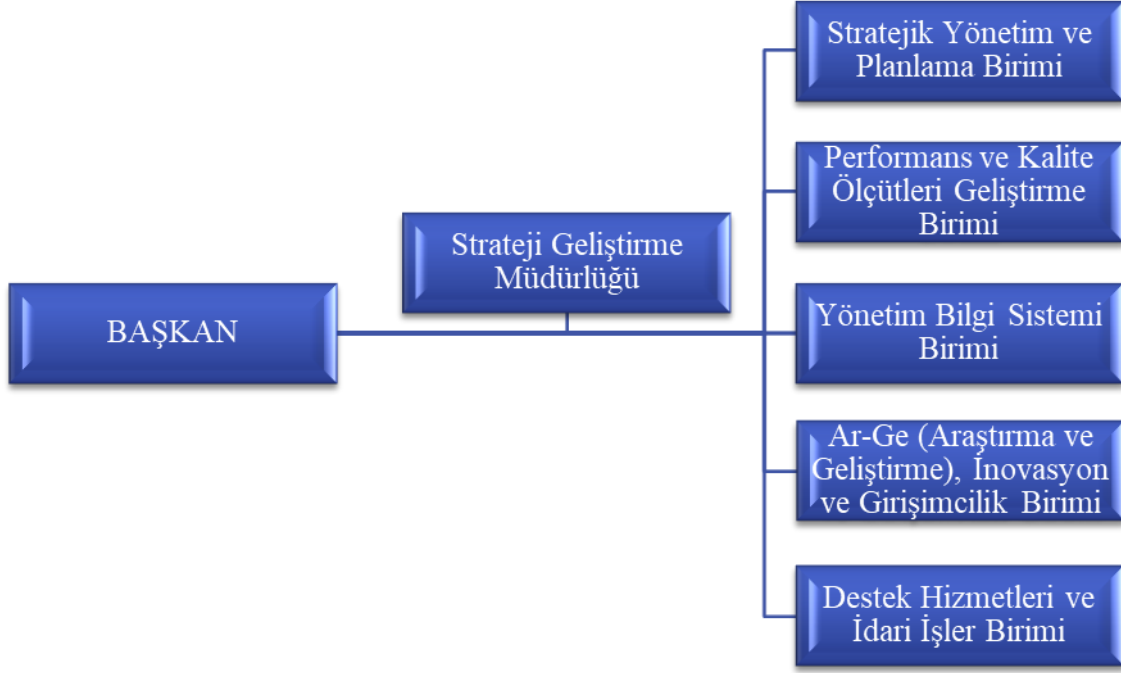 BAŞKAN
Strateji Geliştirme
Müdürlüğü
Stratejik Yönetim ve
Planlama Birimi
Performans ve Kalite
Ölçütleri Geliştirme
Birimi
Yönetim Bilgi Sistemi
Birimi
Ar-Ge (Araştırma ve
Geliştirme), İnovasyon
ve Girişimcilik Birimi
Destek Hizmetleri ve
İdari İşler Birimi